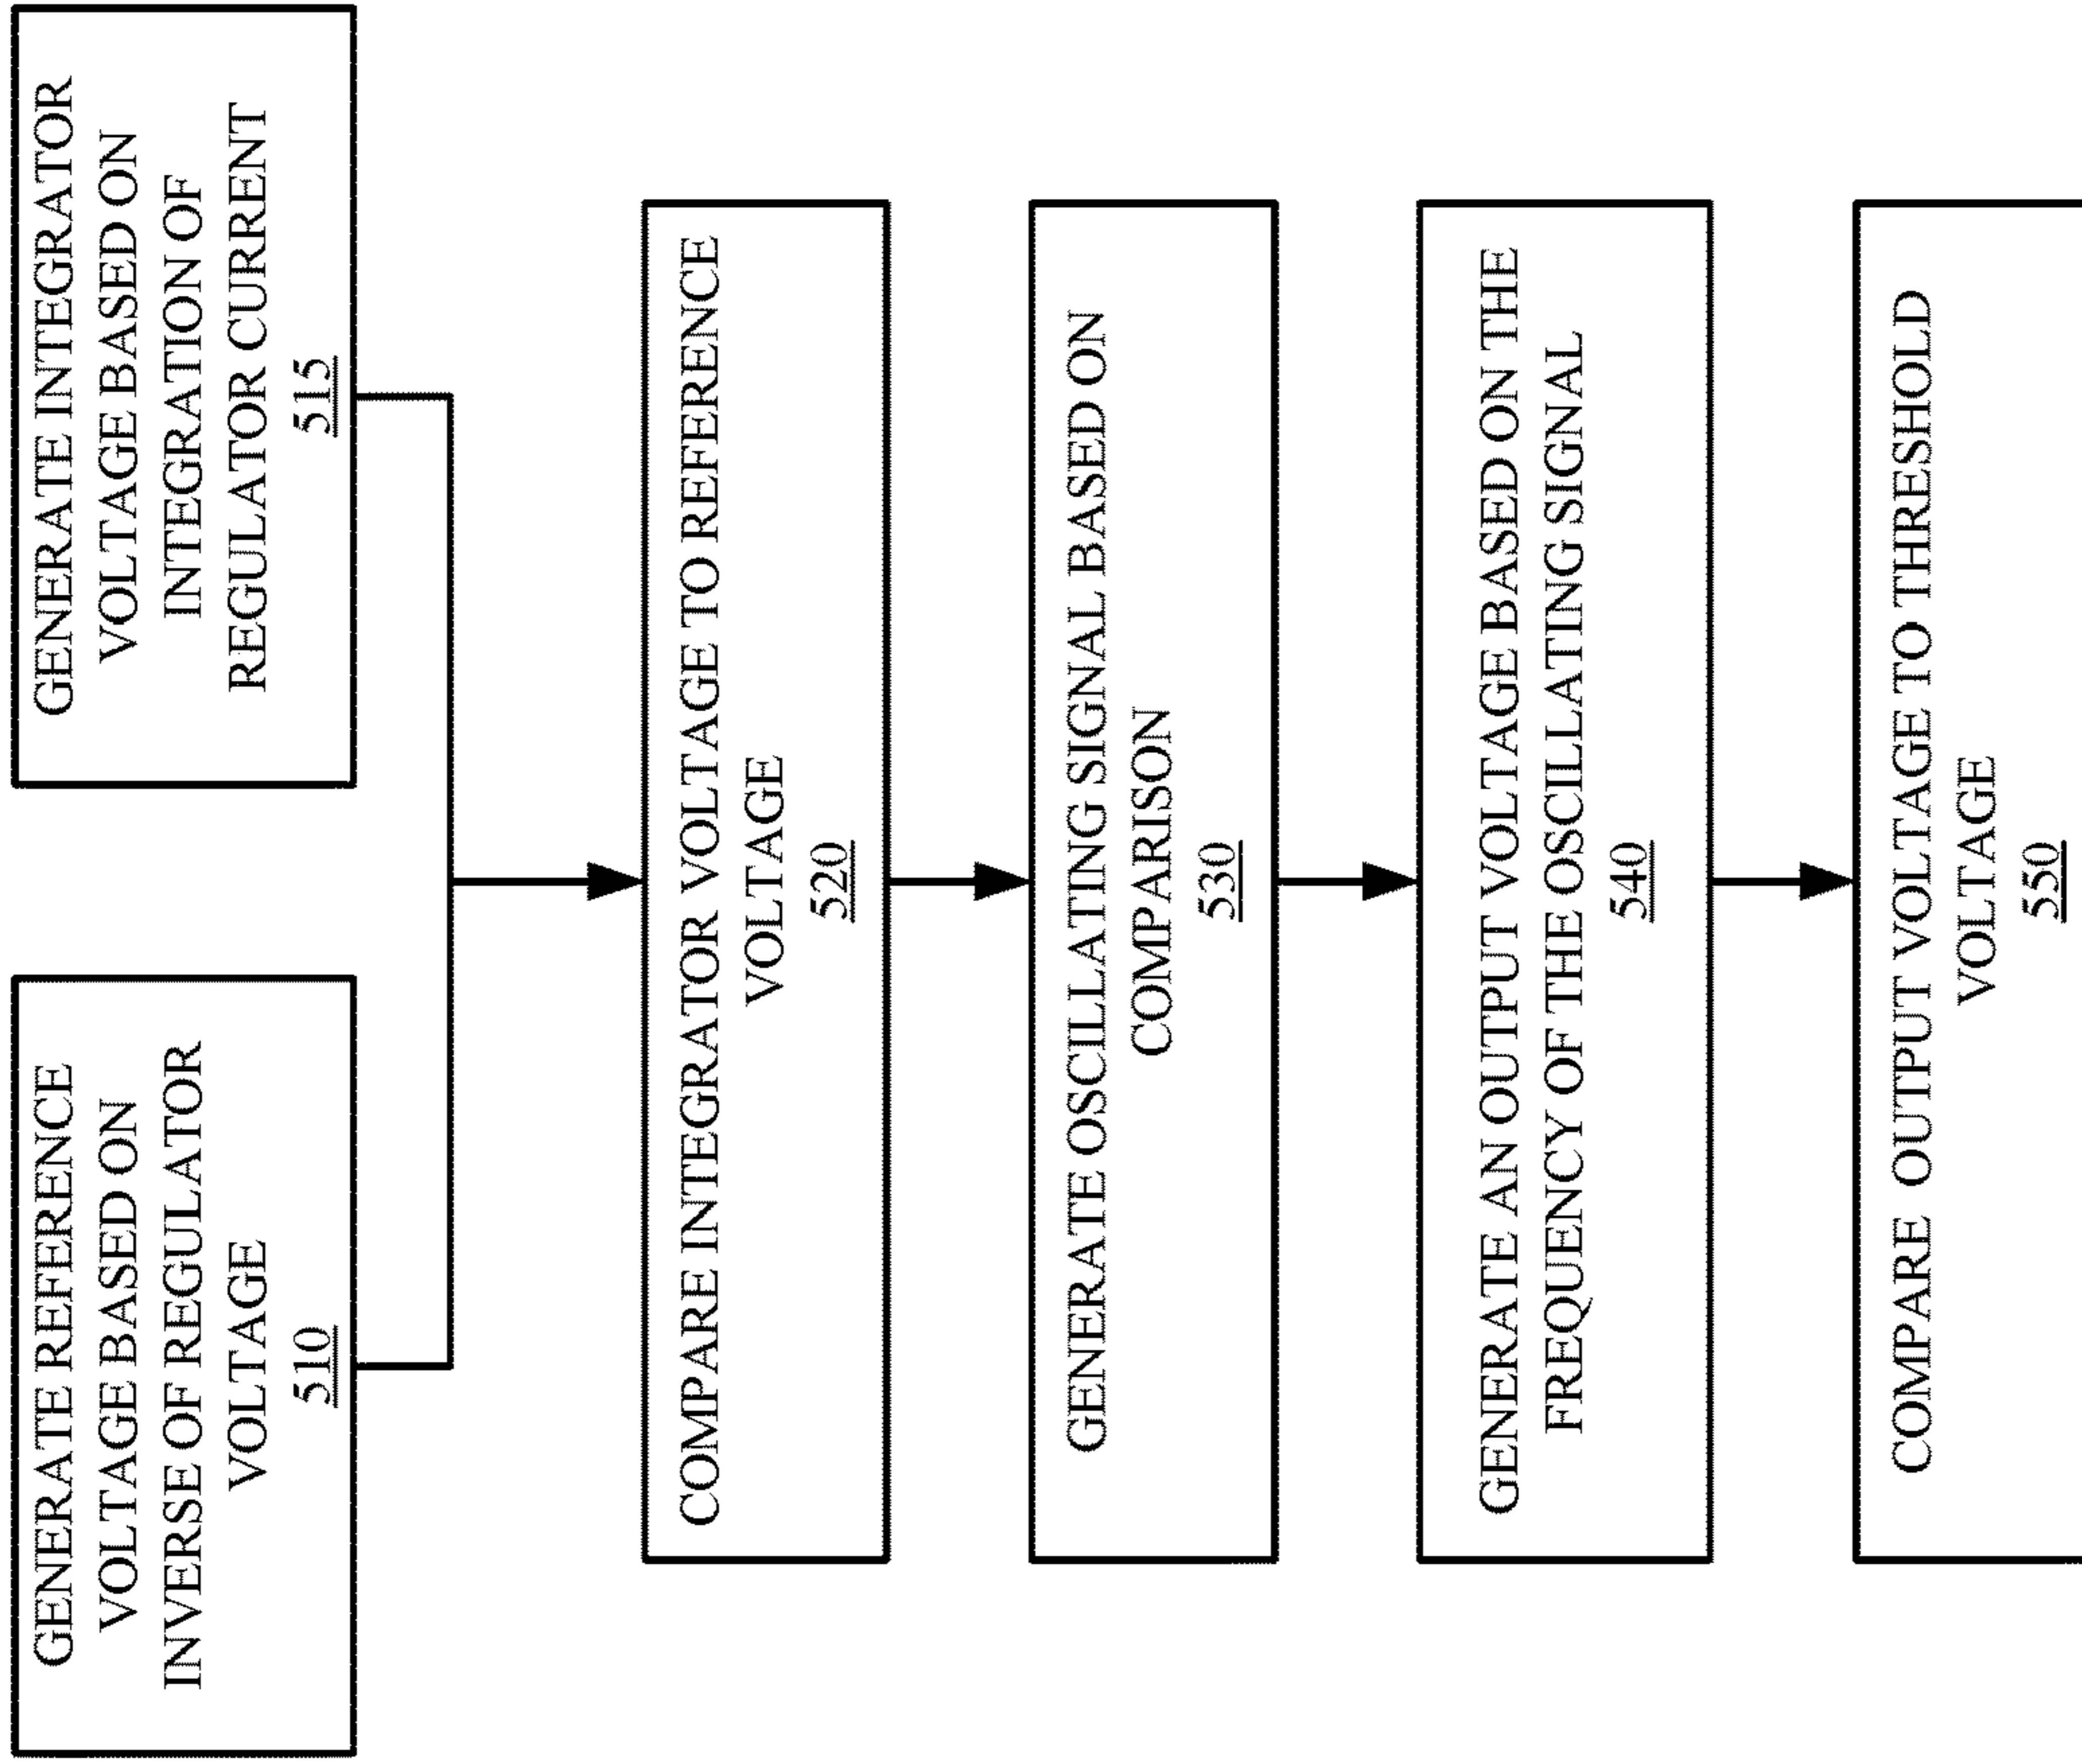 GENERATE REFERENCE
VOLTAGE BASED ON
INVERSE OF REGULATOR
VOLTAGE
510
GENERATE INTEGRATOR
VOLTAGE BASED ON
INTEGRATION OF
REGULATOR CURRENT
515
COMPARE INTEGRATOR VOLTAGE TO REFERENCE
VOLTAGE
520
GENERATE OSCILLATING SIGNAL BASED ON
COMPARISON
530
GENERATE AN OUTPUT VOLTAGE BASED ON THE
FREQUENCY OF THE OSCILLATING SIGNAL
540
COMPARE OUTPUT VOLTAGE TO THRESHOLD
VOLTAGE
550